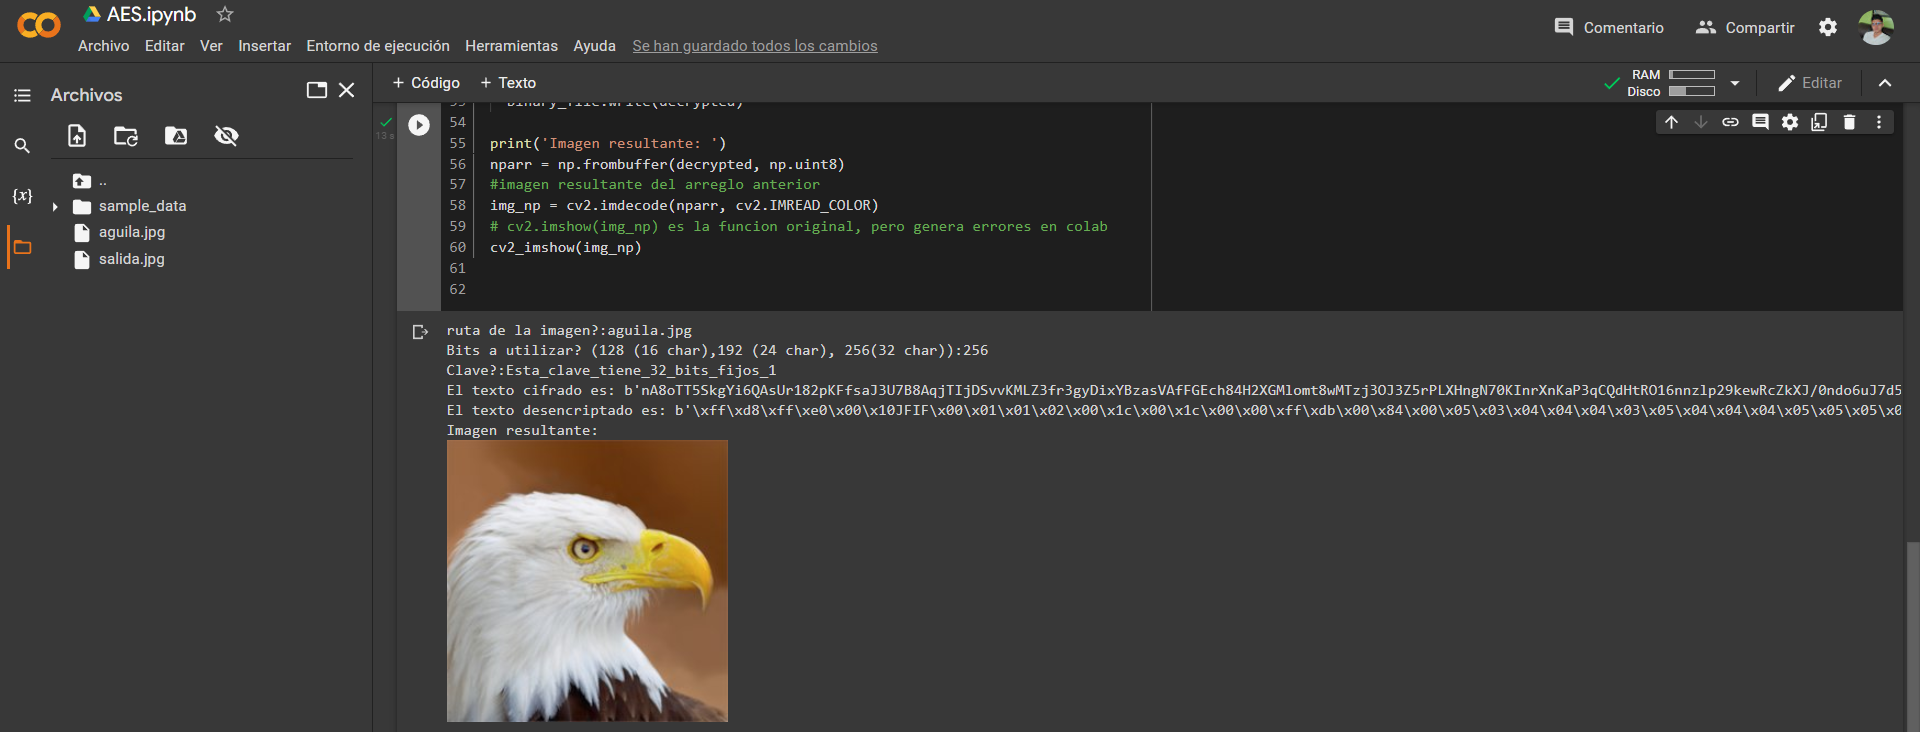 AES.ipynb
Archivo Editar Ver Insertar Entorno de ejecución Herramientas Ayuda Se han guardado todos los cambios
Comentario Compartir
Archivos
+ Código + Texto
RAM
Disco
Editar
..
sample_data
aguila.jpg
salida.jpg
{x}
13 s
53 binary_file.write(decrypted)
54
55 print('Imagen resultante: ')
56 nparr = np.frombuffer(decrypted, np.uint8)
57 #imagen resultante del arreglo anterior
58 img_np = cv2.imdecode(nparr, cv2.IMREAD_COLOR)
59 # cv2.imshow(img_np) es la funcion original, pero genera errores en colab
60 cv2_imshow(img_np)
61
62
ruta de la imagen?:aguila.jpg
Bits a utilizar? (128 (16 char),192 (24 char), 256(32 char)):256
Clave?:Esta_clave_tiene_32_bits_fijos_1
El texto cifrado es: b'nA8oTT5SkgYi6QAsUr182pKFfsaJ3U7B8AqjTIjDSvvKMLZ3fr3gyDixYBzasVAfFGEch84H2XGMlomt8wMTzj3OJ3Z5rPLXHngN70KInrXnKaP3qCQdHtRO16nnzlp29kewRcZkXJ/0ndo6uJ7d5
El texto desencriptado es: b'\xff\xd8\xff\xe0\x00\x10JFIF\x00\x01\x01\x02\x00\x1c\x00\x1c\x00\x00\xff\xdb\x00\x84\x00\x05\x03\x04\x04\x04\x03\x05\x04\x04\x04\x05\x05\x05\x0
Imagen resultante: